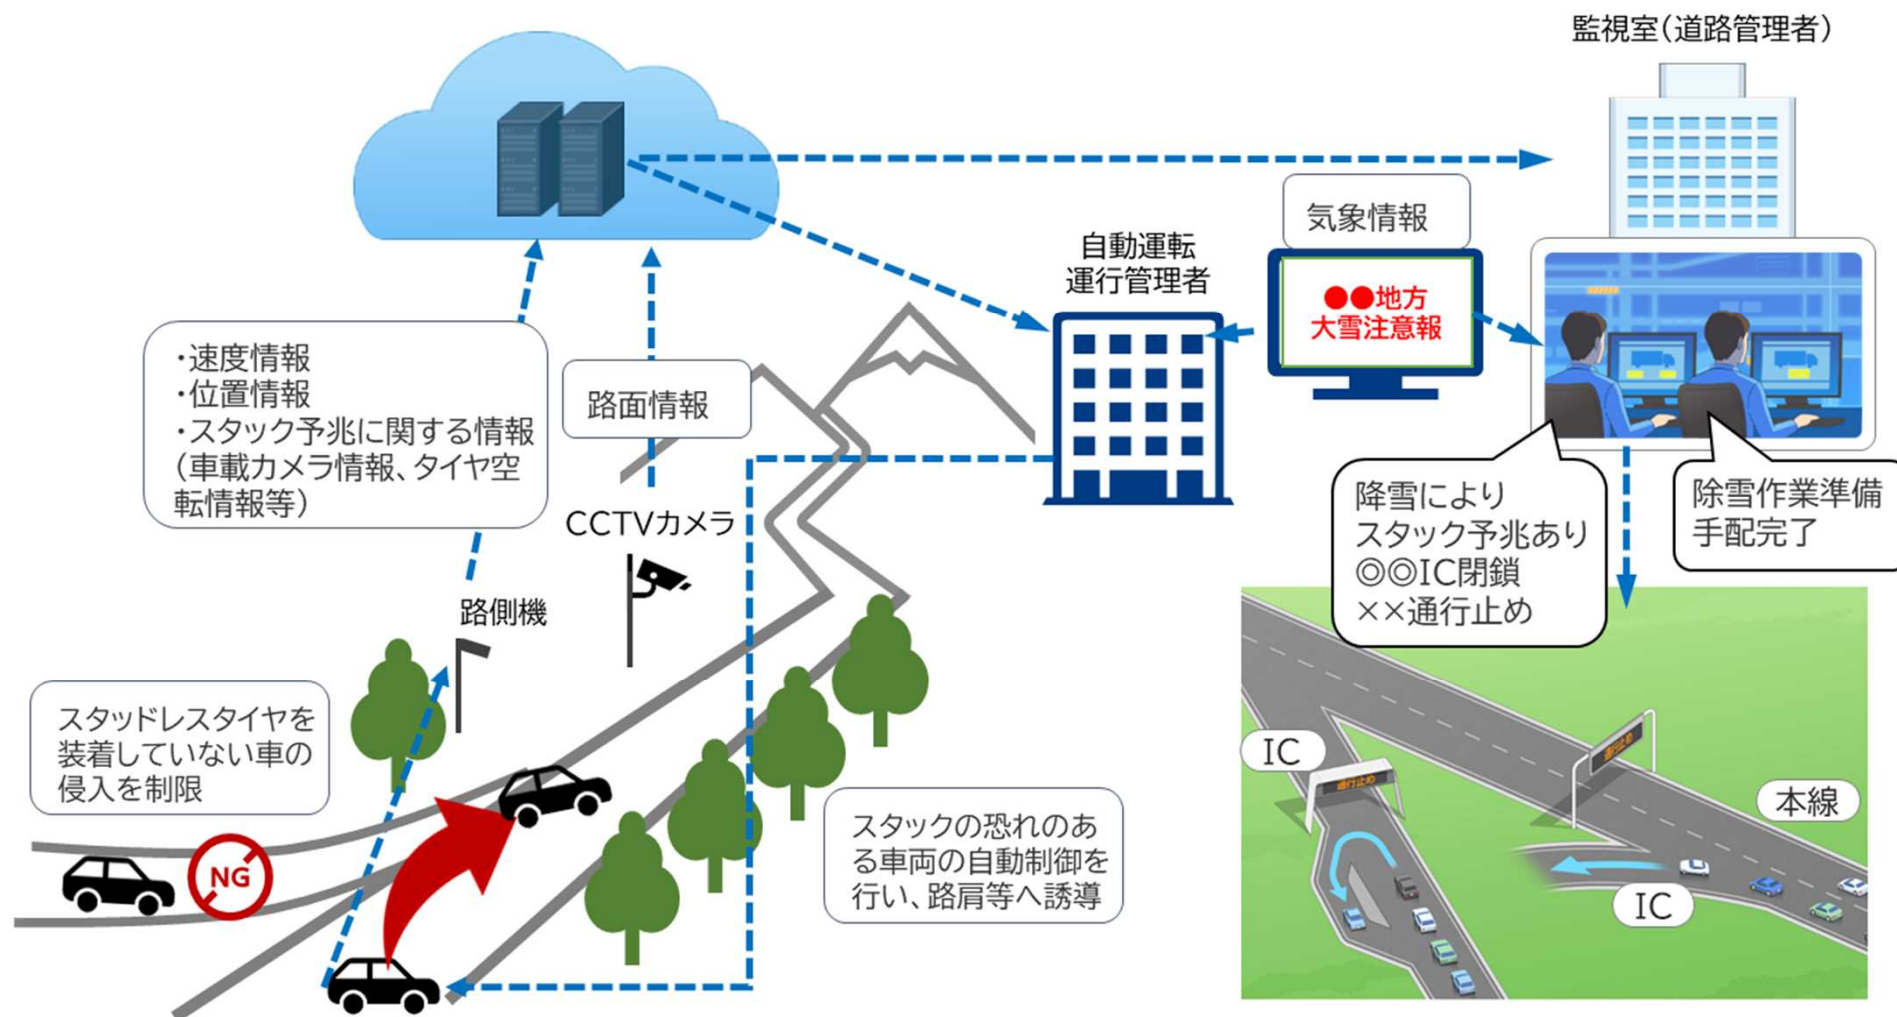 監視室(道路管理者)
気象情報
●●地方
大雪注意報
自動運転
運行管理者
・速度情報
・位置情報
・スタック予兆に関する情報
(車載カメラ情報、タイヤ空
転情報等)
路面情報
CCTVカメラ
路側機
降雪により
スタック予兆あり
◎◎IC閉鎖
××通行止め
除雪作業準備
手配完了
スタッドレスタイヤを
装着していない車の
侵入を制限
NG
スタックの恐れのあ
る車両の自動制御を
行い、路肩等へ誘導
IC
通行止め
通行止め
本線
IC